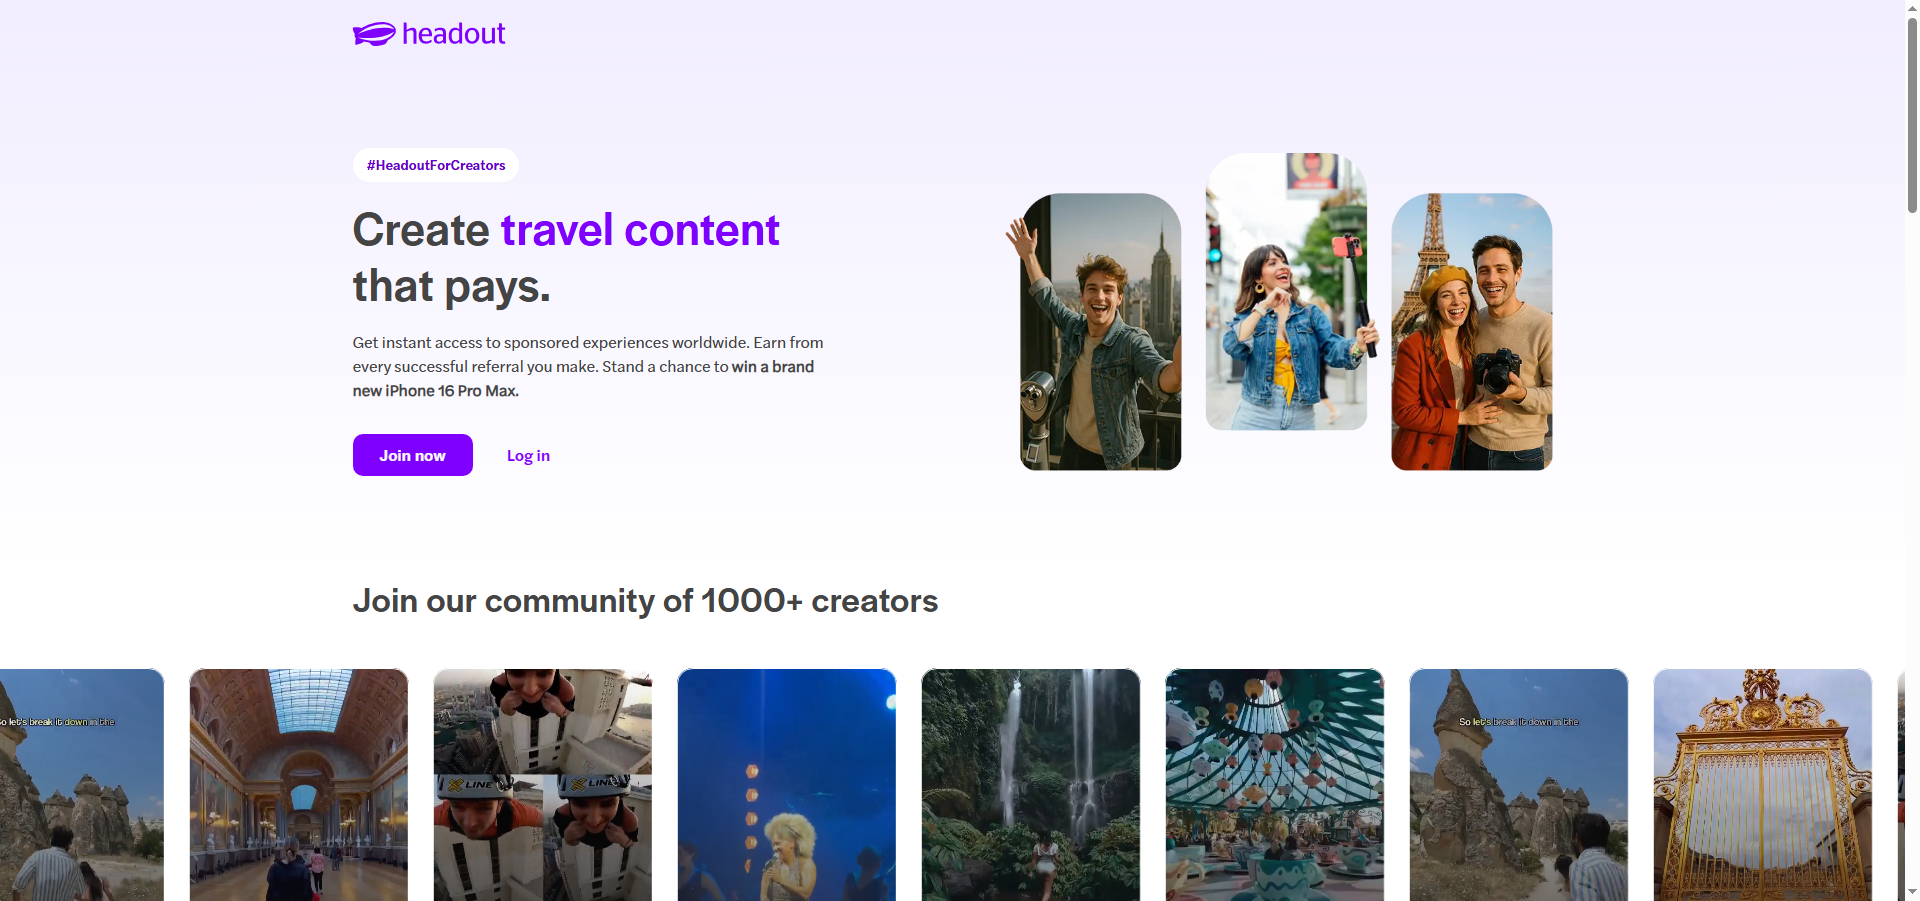 headout
#HeadoutForCreators
Create travel content
that pays.
Get instant access to sponsored experiences worldwide. Earn from
every successful referral you make. Stand a chance to win a brand
new iPhone 16 Pro Max.
Join now
Log in
Join our community of 1000+ creators
So let's break it down in the
LINE
LINE
So let's break it down in the